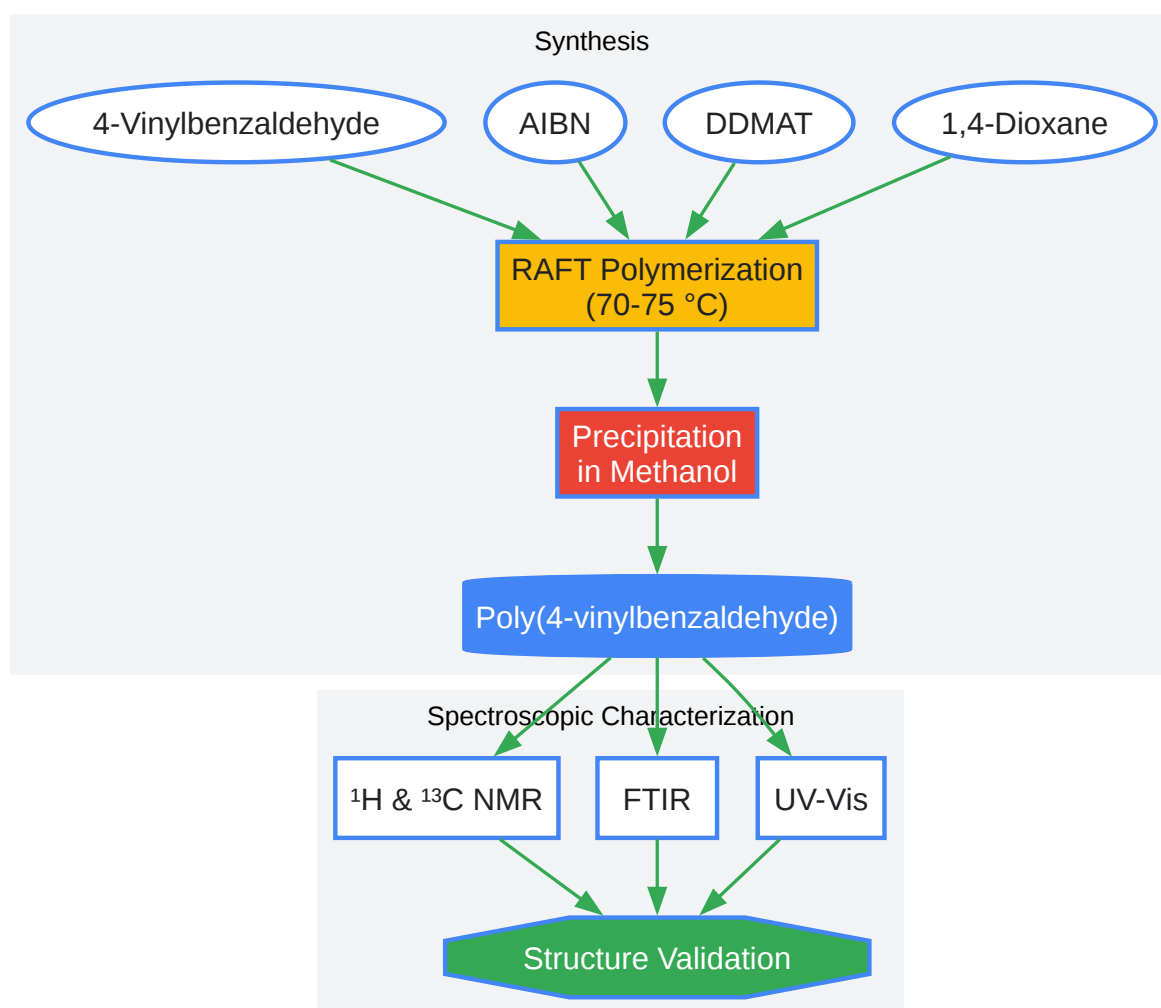 Synthesis
4-Vinylbenzaldehyde
AIBN
DDMAT
1,4-Dioxane
RAFT Polymerization
(70-75 °C)
Precipitation
in Methanol
Poly(4-vinylbenzaldehyde)
Spectroscopic Characterization
¹H & ¹³C NMR
FTIR
UV-Vis
Structure Validation